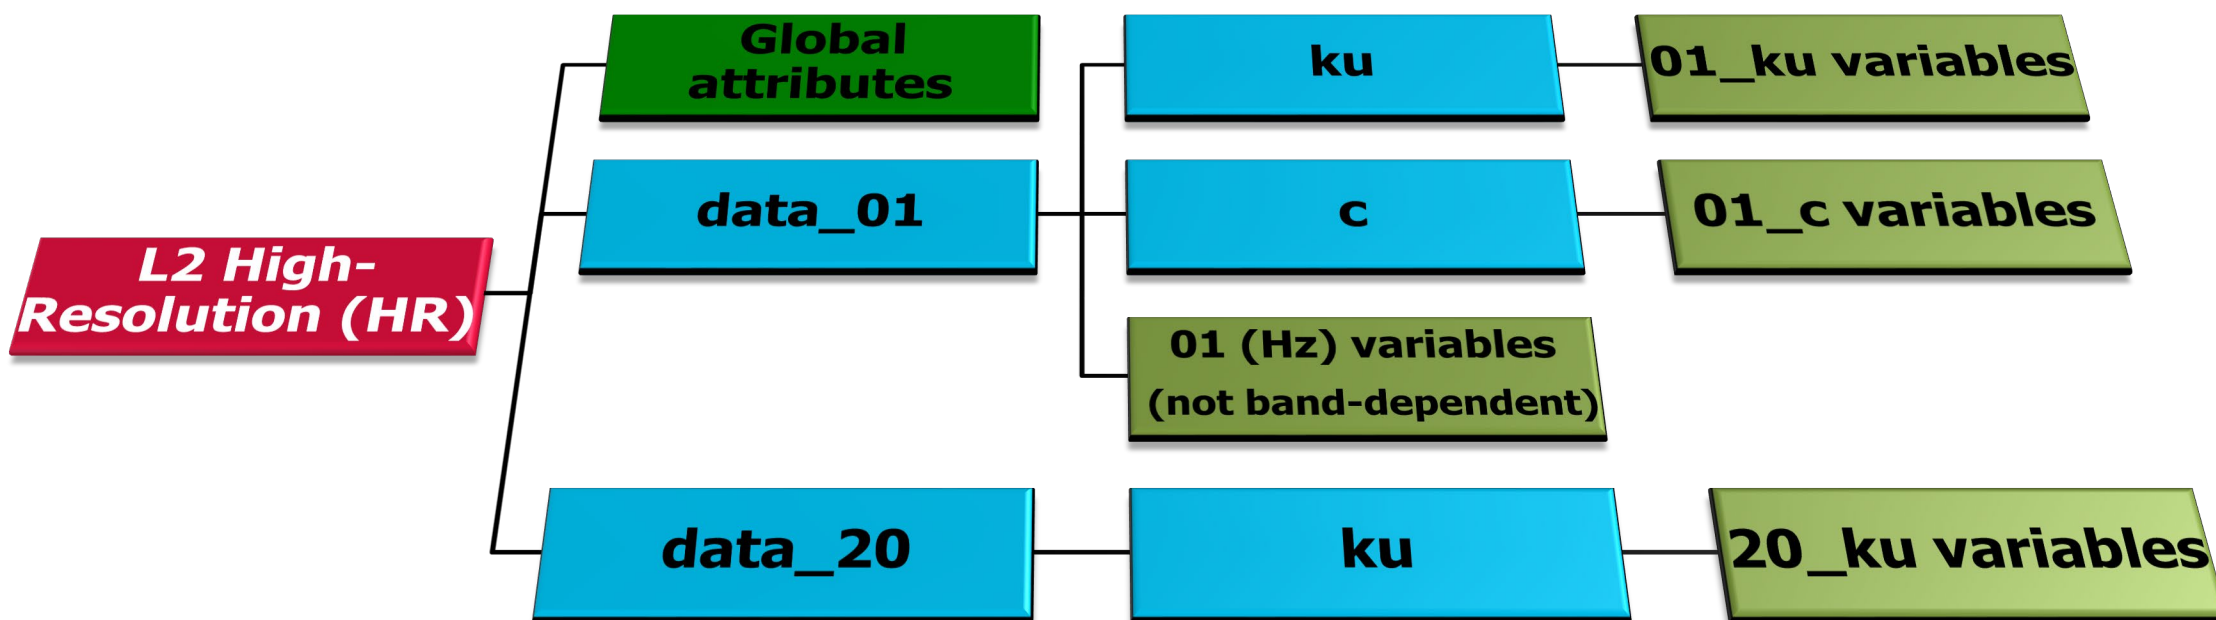 Global
attributes
ku
01_ku variables
data_01
c
01_c variables
L2 High-
Resolution (HR)
01 (Hz) variables
(not band-dependent)
data_20
ku
20_ku variables